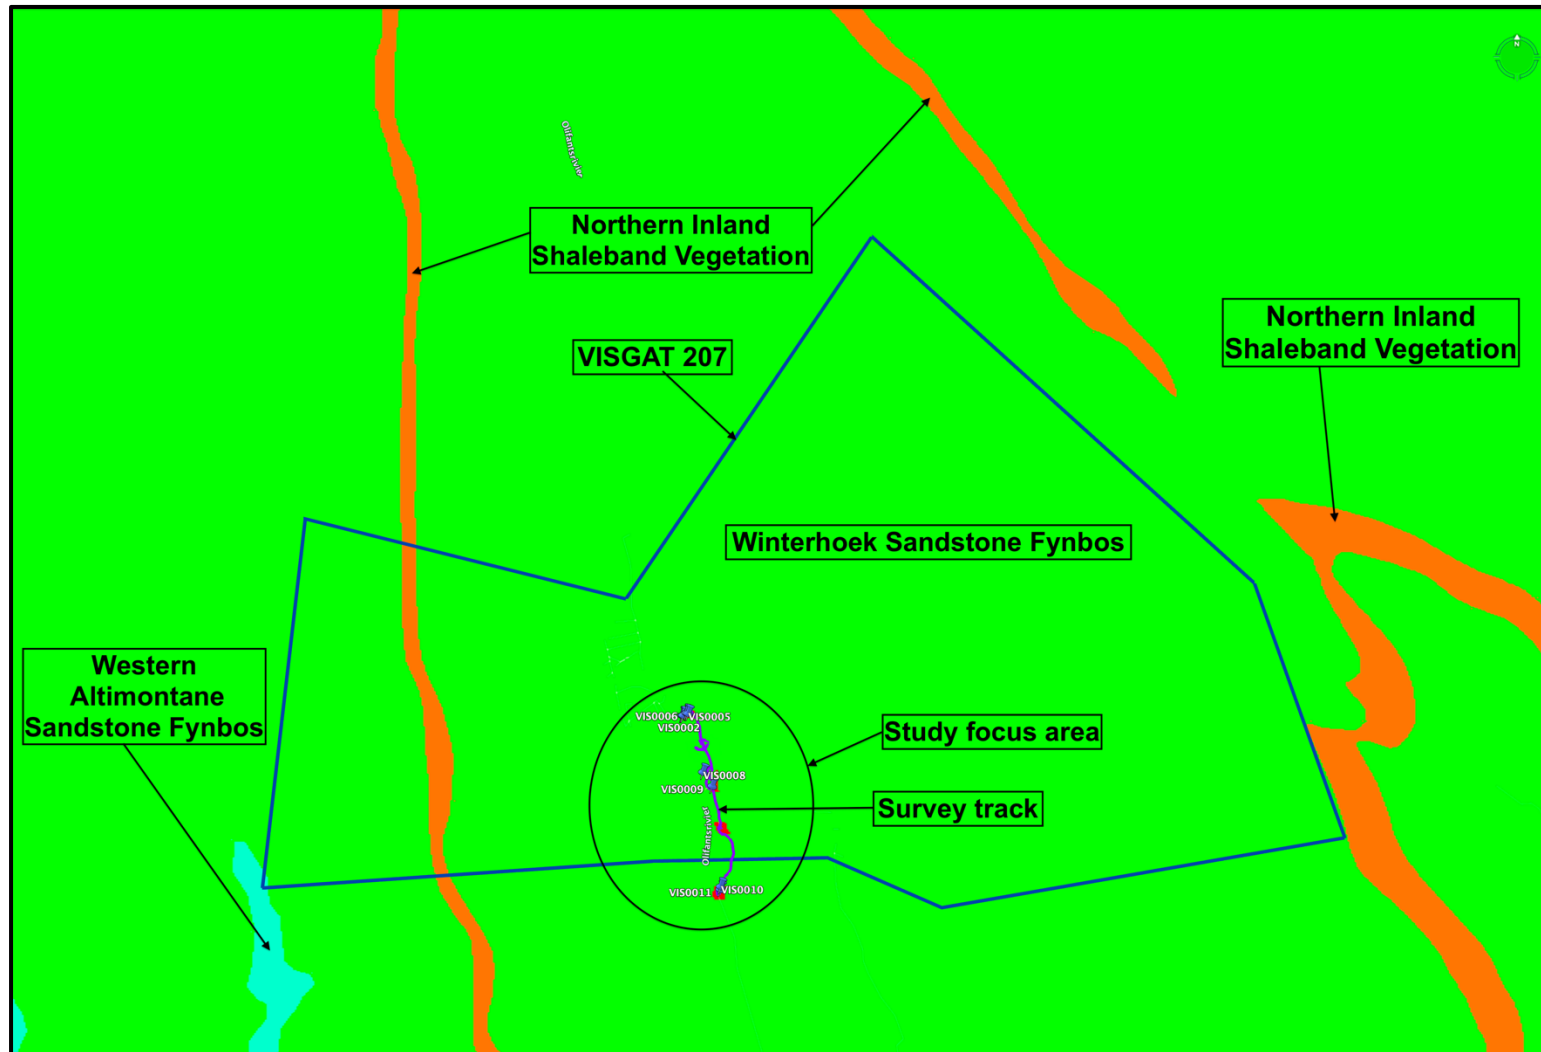 N
Olifantsrivier
Northern Inland
Shaleband Vegetation
Northern Inland
Shaleband Vegetation
VISGAT 207
Winterhoek Sandstone Fynbos
Western
Altimontane
Sandstone Fynbos
VIS0006
VIS0005
VIS0002
Study focus area
VIS0008
VIS0009
Survey track
Olifantsrivier
VIS0011
VIS0010